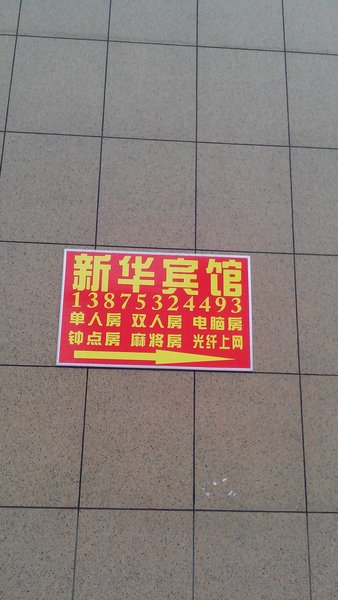 新华宾馆
13875324493
单人房 双人房 电脑房
钟点房 麻将房 光纤上网